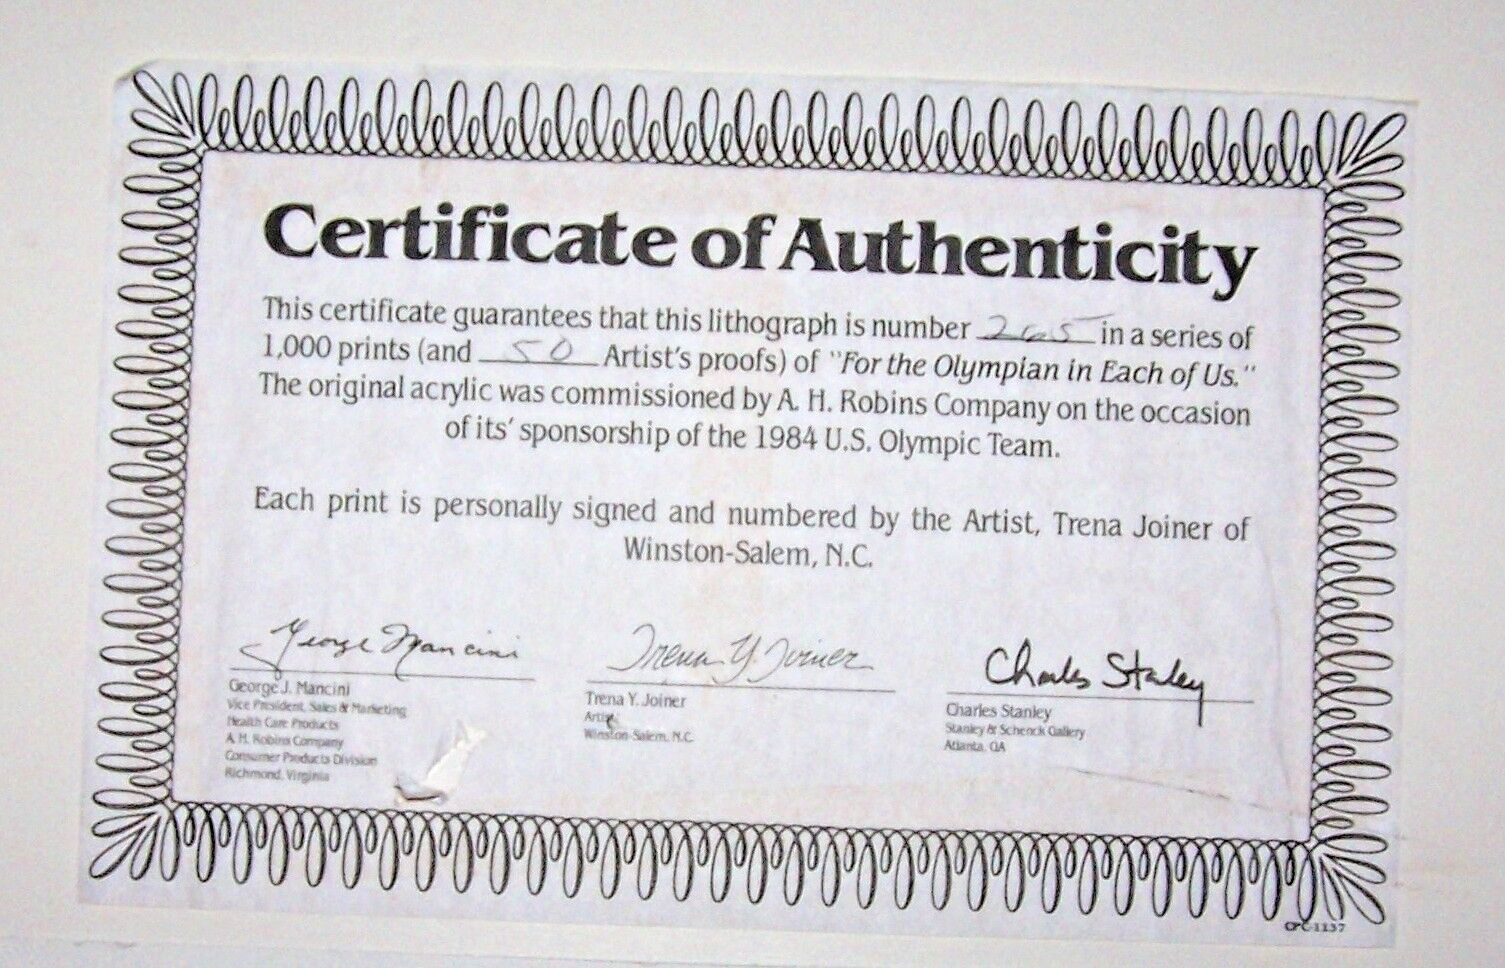 Certificate of Authenticity
This certificate guarantees that this lithograph is number 265 in a series of
1,000 prints (and 50 Artist's proofs) of "For the Olympian in Each of Us."
The original acrylic was commissioned by A. H. Robins Company on the occasion
of its' sponsorship of the 1984 U.S. Olympic Team.
Each print is personally signed and numbered by the Artist, Trena Joiner of
Winston-Salem, N.C.
George Mancini
George J. Mancini
Vice President, Sales & Marketing
Health Care Products
A. H. Robins Company
Consumer Products Division
Richmond, Virginia
Trena Y. Joiner
Trena Y. Joiner
Artist
Winston-Salem, N.C.
Charles Stanley
Charles Stanley
Stanley & Schenck Gallery
Atlanta, GA
CPC-1137